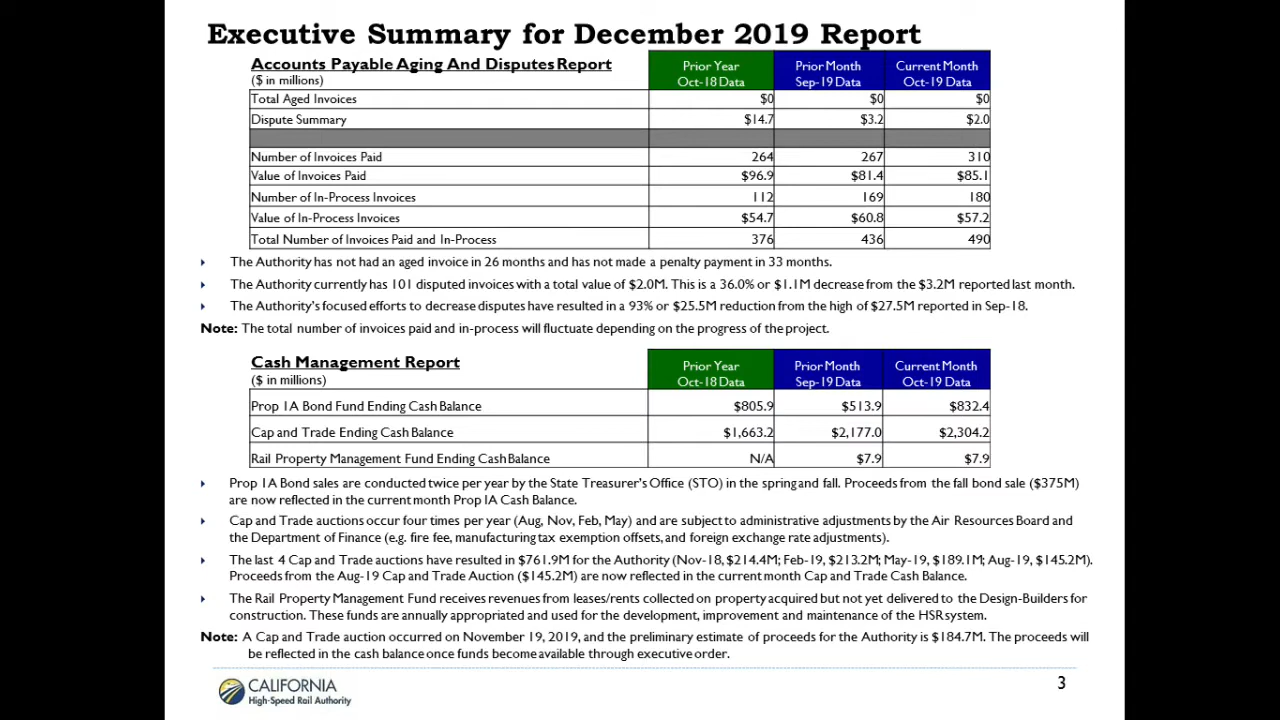 Executive Summary for December 2019 Report
Accounts Payable Aging And Disputes Report
($ in millions)
Prior Year
Oct-18 Data
Prior Month
Sep-19 Data
Current Month
Oct-19 Data
Total Aged Invoices $0 $0 $0
Dispute Summary $14.7 $3.2 $2.0
Number of Invoices Paid 264 267 310
Value of Invoices Paid $96.9 $81.4 $85.1
Number of In-Process Invoices 112 169 180
Value of In-Process Invoices $54.7 $60.8 $57.2
Total Number of Invoices Paid and In-Process 376 436 490
The Authority has not had an aged invoice in 26 months and has not made a penalty payment in 33 months.
The Authority currently has 101 disputed invoices with a total value of $2.0M. This is a 36.0% or $1.1M decrease from the $3.2M reported last month.
The Authority's focused efforts to decrease disputes have resulted in a 93% or $25.5M reduction from the high of $27.5M reported in Sep-18.
Note: The total number of invoices paid and in-process will fluctuate depending on the progress of the project.
Cash Management Report
($ in millions)
Prior Year
Oct-18 Data
Prior Month
Sep-19 Data
Current Month
Oct-19 Data
Prop 1A Bond Fund Ending Cash Balance $805.9 $513.9 $832.4
Cap and Trade Ending Cash Balance $1,663.2 $2,177.0 $2,304.2
Rail Property Management Fund Ending Cash Balance N/A $7.9 $7.9
Prop 1A Bond sales are conducted twice per year by the State Treasurer's Office (STO) in the spring and fall. Proceeds from the fall bond sale ($375M)
are now reflected in the current month Prop IA Cash Balance.
Cap and Trade auctions occur four times per year (Aug, Nov, Feb, May) and are subject to administrative adjustments by the Air Resources Board and
the Department of Finance (e.g. fire fee, manufacturing tax exemption offsets, and foreign exchange rate adjustments).
The last 4 Cap and Trade auctions have resulted in $761.9M for the Authority (Nov-18, $214.4M; Feb-19, $213.2M; May-19, $189.1M; Aug-19, $145.2M).
Proceeds from the Aug-19 Cap and Trade Auction ($145.2M) are now reflected in the current month Cap and Trade Cash Balance.
The Rail Property Management Fund receives revenues from leases/rents collected on property acquired but not yet delivered to the Design-Builders for
construction. These funds are annually appropriated and used for the development, improvement and maintenance of the HSR system.
Note: A Cap and Trade auction occurred on November 19, 2019, and the preliminary estimate of proceeds for the Authority is $184.7M. The proceeds will
be reflected in the cash balance once funds become available through executive order.
CALIFORNIA
High-Speed Rail Authority
3